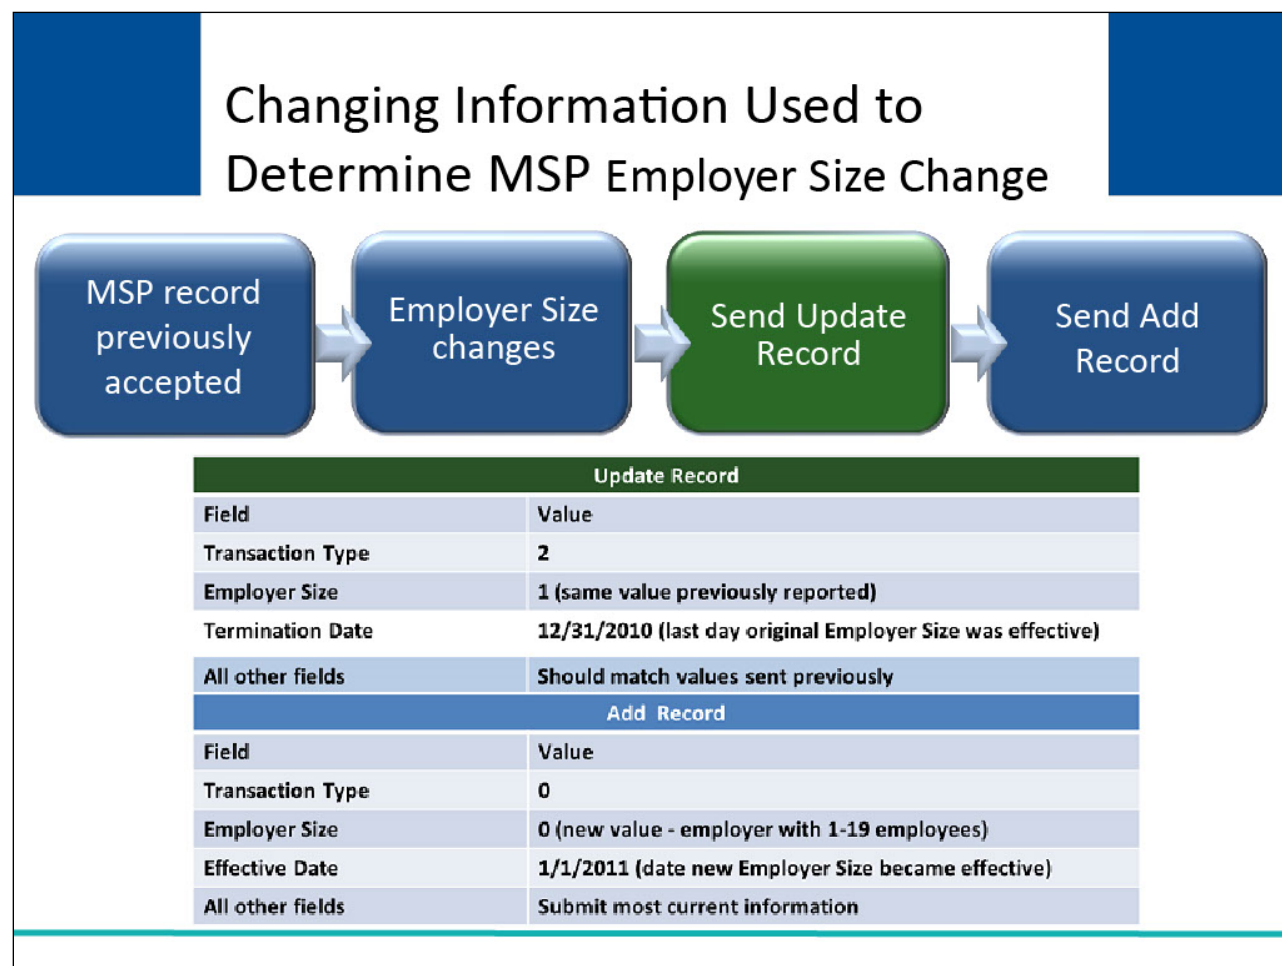 Changing Information Used to
Determine MSP Employer Size Change
MSP record
previously
accepted
Employer Size
changes
Send Update
Record
Send Add
Record
Update Record
Field Value
Transaction Type 2
Employer Size 1 (same value previously reported)
Termination Date 12/31/2010 (last day original Employer Size was effective)
All other fields Should match values sent previously
Add Record
Field Value
Transaction Type 0
Employer Size 0 (new value - employer with 1-19 employees)
Effective Date 1/1/2011 (date new Employer Size became effective)
All other fields Submit most current information